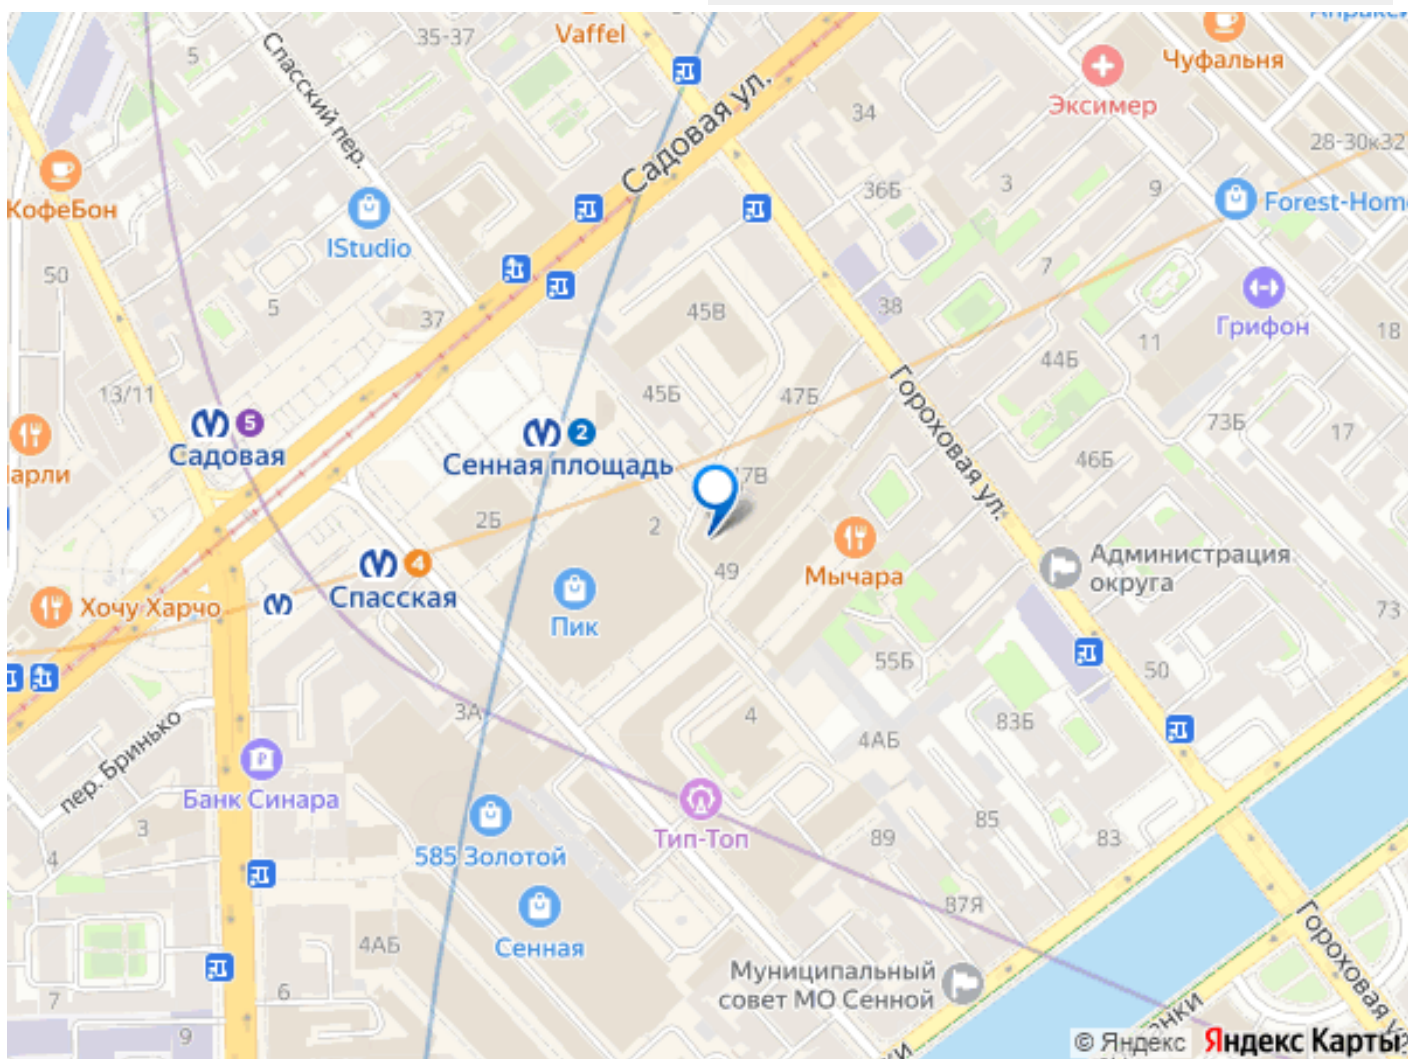 Vaffel
35-37
5
Спасский пер.
Чуфальня
Эксимер
34
28-30к32
Садовая ул.
КофеБон
36Б
3
9
Forest-Home
IStudio
50
5
37
45В
38
7
Грифон
11
18
44Б
13/11
45Б
47Б
73Б
17
5
Садовая
2
Сенная площадь
Гороховая ул.
46Б
2Б
2
49
4
Спасская
Пик
Мычара
Администрация
округа
73
Хочу Харчо
55Б
50
3А
4
83Б
4АБ
пер. Бринько
Банк Синара
3
4
585 Золотой
Тип-Топ
89
85
83
87Я
Сенная
4АБ
6
7
9
Муниципальный
совет МО Сенной
Гороховая
© Яндекс
Яндекс Карты